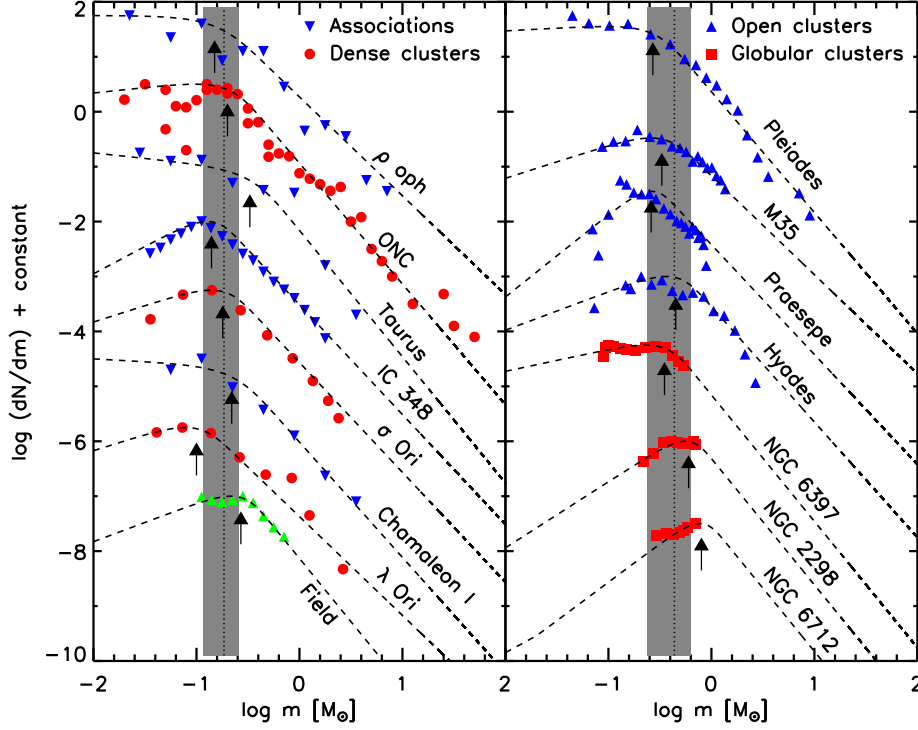 log (dN/dm) + constant
2
0
−2
−4
−6
−8
−10
Associations
Dense clusters
ρ oph
ONC
Taurus
IC 348
σ Ori
Chamaleon I
λ Ori
Field
−2
−1
0
1
2
log m [M☉]
Open clusters
Globular clusters
Pleiades
M35
Praesepe
Hyades
NGC 6397
NGC 2298
NGC 6712
−1
0
1
2
log m [M☉]